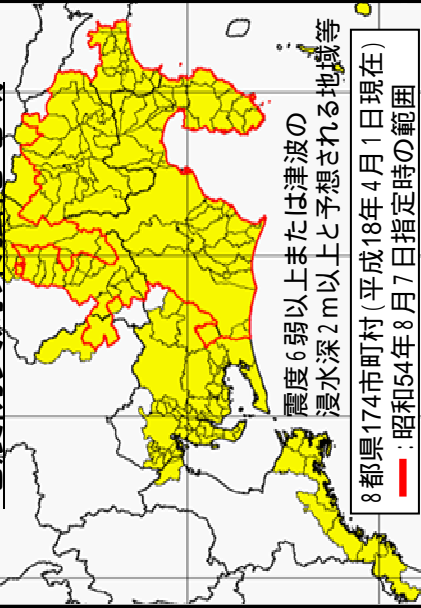 震度6弱以上または津波の
浸水深2m以上と予想される地域等
8都県174市町村(平成18年4月1日現在)
:昭和54年8月7日指定時の範囲